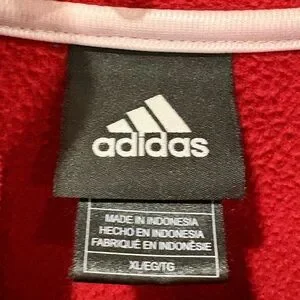 adidas
MADE IN INDONESIA
HECHO EN INDONESIA
FABRIQUÉ EN INDONÉSIE
XL/EG/TG